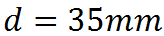 d = 35mm